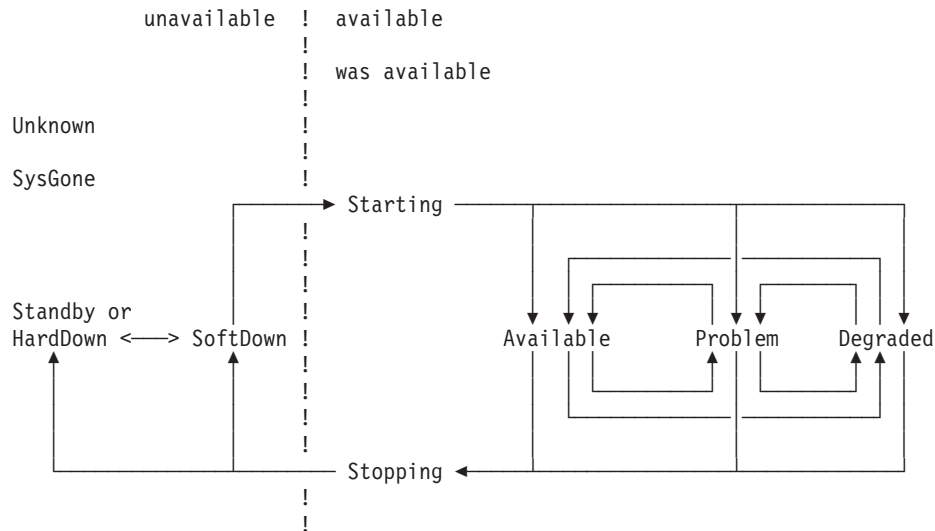 unavailable ! available
!
! was available
!
Unknown !
!
SysGone !
Starting
!
!
!
!
Standby or !
HardDown <──> SoftDown ! Available Problem Degraded
!
!
!
!
Stopping
!
!